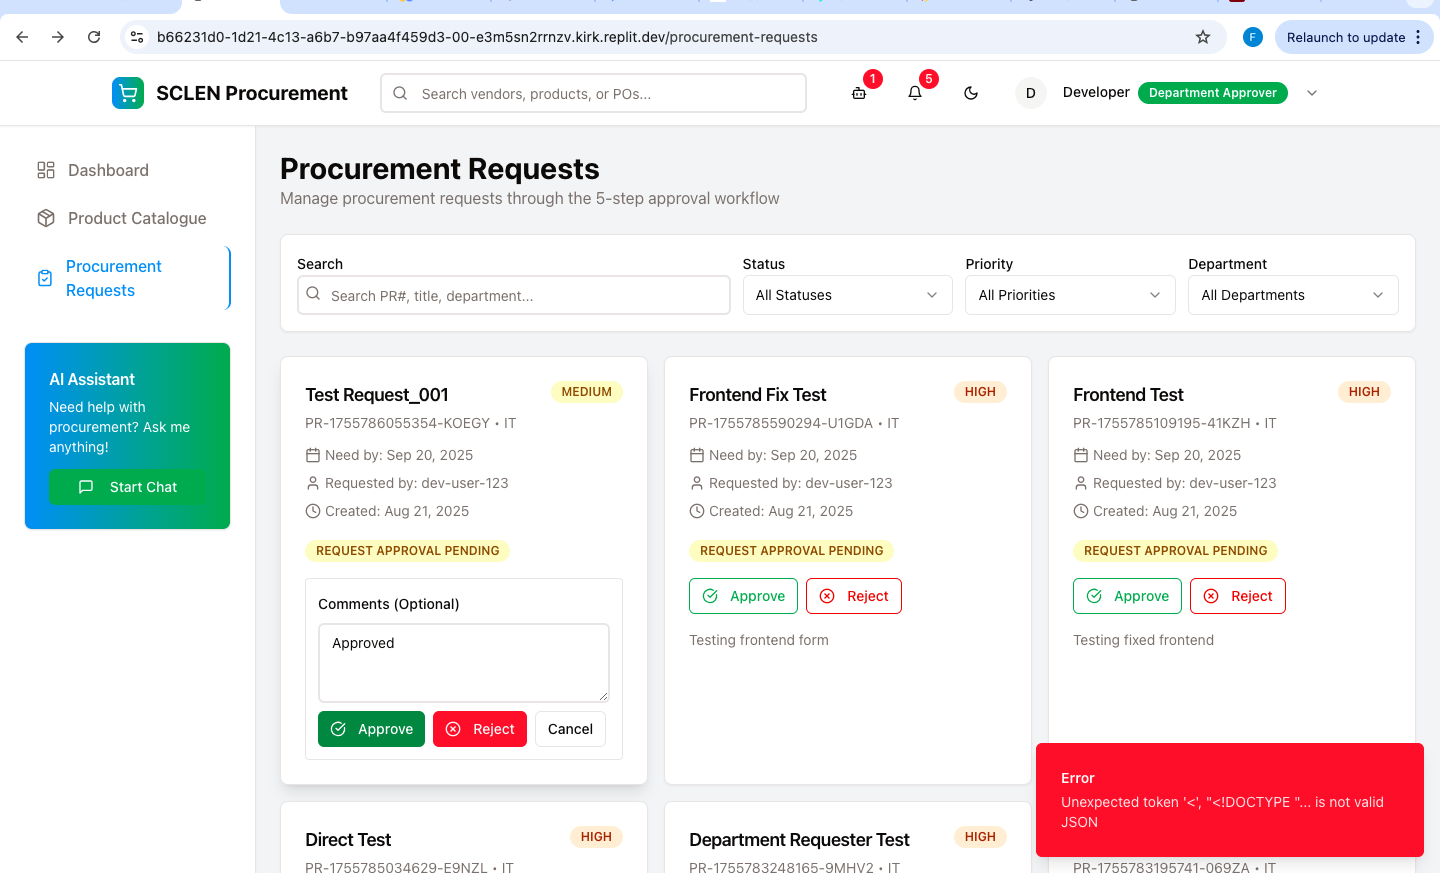 b66231d0-1d21-4c13-a6b7-b97aa4f459d3-00-e3m5sn2rrnzv.kirk.replit.dev/procurement-requests
F
Relaunch to update
SCLEN Procurement
Search vendors, products, or POs...
1
5
D
Developer
Department Approver
Dashboard
Product Catalogue
Procurement
Requests
AI Assistant
Need help with
procurement? Ask me
anything!
Start Chat
Procurement Requests
Manage procurement requests through the 5-step approval workflow
Search
Search PR#, title, department...
Status
All Statuses
Priority
All Priorities
Department
All Departments
Test Request_001
MEDIUM
PR-1755786055354-KOEGY • IT
Need by: Sep 20, 2025
Requested by: dev-user-123
Created: Aug 21, 2025
REQUEST APPROVAL PENDING
Comments (Optional)
Approved
Approve
Reject
Cancel
Frontend Fix Test
HIGH
PR-1755785590294-U1GDA • IT
Need by: Sep 20, 2025
Requested by: dev-user-123
Created: Aug 21, 2025
REQUEST APPROVAL PENDING
Approve
Reject
Testing frontend form
Frontend Test
HIGH
PR-1755785109195-41KZH • IT
Need by: Sep 20, 2025
Requested by: dev-user-123
Created: Aug 21, 2025
REQUEST APPROVAL PENDING
Approve
Reject
Testing fixed frontend
Direct Test
HIGH
PR-1755785034629-E9NZL • IT
Department Requester Test
HIGH
PR-1755783248165-9MHV2 • IT
PR-1755783195741-069ZA • IT
Error
Unexpected token '<', "<!DOCTYPE "... is not valid
JSON